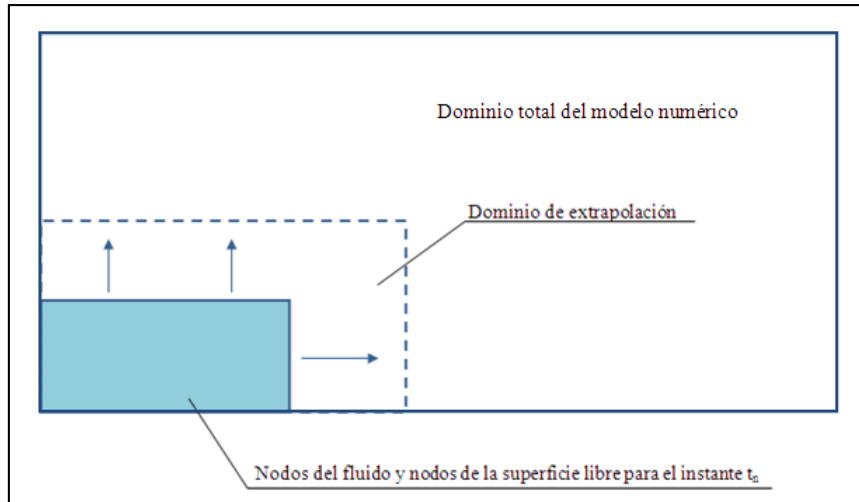 Dominio total del modelo numérico
Dominio de extrapolación
Nodos del fluido y nodos de la superficie libre para el instante tₙ